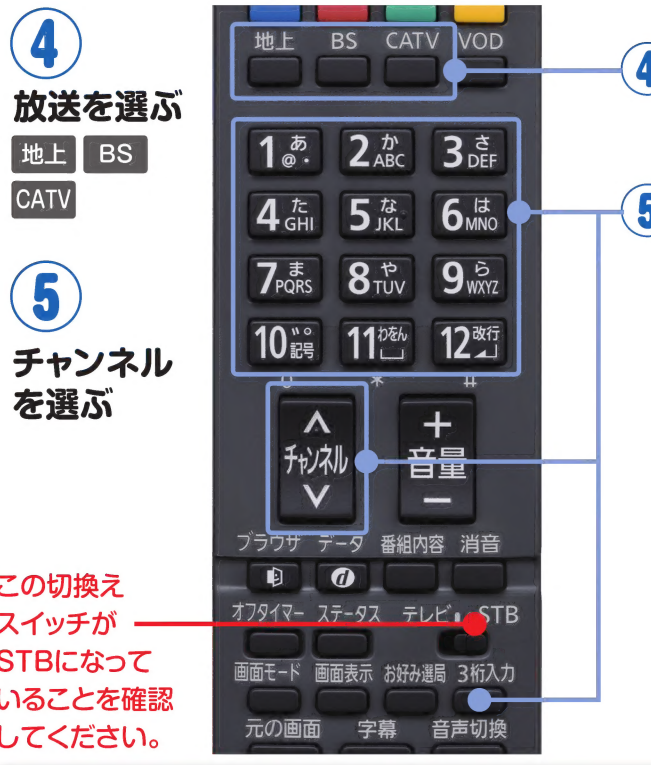 4
放送を選ぶ
地上 BS
CATV
5
チャンネル
を選ぶ
この切換え
スイッチが
STBになって
いることを確認
してください。
地上 BS CATV VOD
4
1 あ @. 2 か ABC 3 さ DEF
5
4 た GHI 5 な JKL 6 は MNO
7 ま PQRS 8 や TUV 9 ら WXYZ
10 ゛゜ 記号 11 わをん 12 改行
* #
チャンネル
+
音量
−
ブラウザ データ 番組内容 消音
d
オフタイマー ステータス テレビ STB
画面モード 画面表示 お好み選局 3桁入力
元の画面 字幕 音声切換